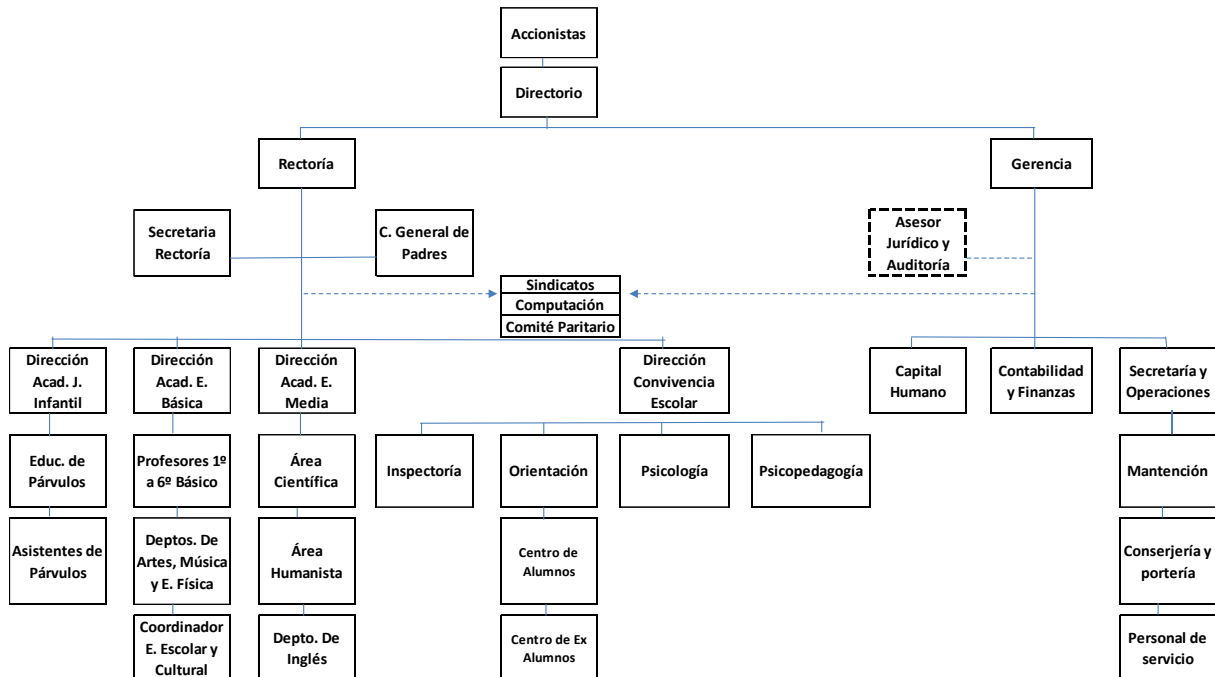 Accionistas
Directorio
Rectoría
Gerencia
Secretaria
Rectoría
C. General de
Padres
Asesor
Jurídico y
Auditoría
Sindicatos
Computación
Comité Paritario
Dirección
Acad. J.
Infantil
Dirección
Acad. E.
Básica
Dirección
Acad. E.
Media
Dirección
Convivencia
Escolar
Capital
Humano
Contabilidad
y Finanzas
Secretaría y
Operaciones
Educ. de
Párvulos
Profesores 1º
a 6º Básico
Área
Científica
Inspectoría
Orientación
Psicología
Psicopedagogía
Mantención
Asistentes de
Párvulos
Deptos. De
Artes, Música
y E. Física
Área
Humanista
Centro de
Alumnos
Conserjería y
portería
Coordinador
E. Escolar y
Cultural
Depto. De
Inglés
Centro de Ex
Alumnos
Personal de
servicio